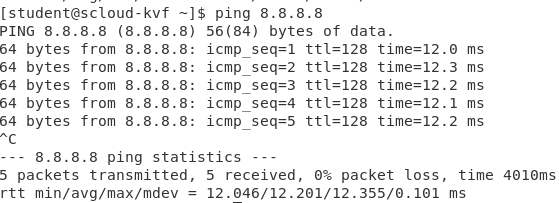 [student@scloud-kvf ~]$ ping 8.8.8.8
PING 8.8.8.8 (8.8.8.8) 56(84) bytes of data.
64 bytes from 8.8.8.8: icmp_seq=1 ttl=128 time=12.0 ms
64 bytes from 8.8.8.8: icmp_seq=2 ttl=128 time=12.3 ms
64 bytes from 8.8.8.8: icmp_seq=3 ttl=128 time=12.2 ms
64 bytes from 8.8.8.8: icmp_seq=4 ttl=128 time=12.1 ms
64 bytes from 8.8.8.8: icmp_seq=5 ttl=128 time=12.2 ms
^C
--- 8.8.8.8 ping statistics ---
5 packets transmitted, 5 received, 0% packet loss, time 4010ms
rtt min/avg/max/mdev = 12.046/12.201/12.355/0.101 ms